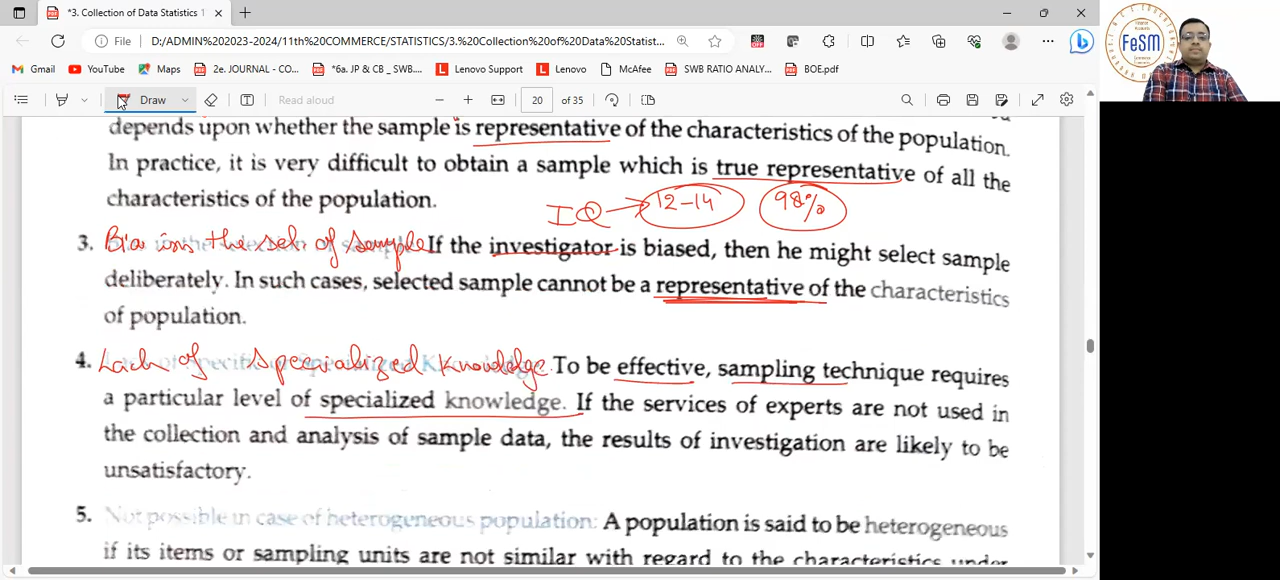 *3. Collection of Data Statistics 1
File D:/ADMIN%202023-2024/11th%20COMMERCE/STATISTICS/3.%20Collection%20of%20Data%20Statist...
Gmail YouTube Maps 2e. JOURNAL - CO... *6a. JP & CB _ SWB.... Lenovo Support Lenovo McAfee SWB RATIO ANALY... BOE.pdf
Draw Read aloud 20 of 35
FeSM
depends upon whether the sample is representative of the characteristics of the population.
In practice, it is very difficult to obtain a sample which is true representative of all the
characteristics of the population.
IQ → 12-14 98%
3. Bias in the seln of sample If the investigator is biased, then he might select sample
deliberately. In such cases, selected sample cannot be a representative of the characteristics
of population.
4. Lack of specialized knowledge. To be effective, sampling technique requires
a particular level of specialized knowledge. If the services of experts are not used in
the collection and analysis of sample data, the results of investigation are likely to be
unsatisfactory.
5. Not possible in case of heterogeneous population: A population is said to be heterogeneous
if its items or sampling units are not similar with regard to the characteristics under